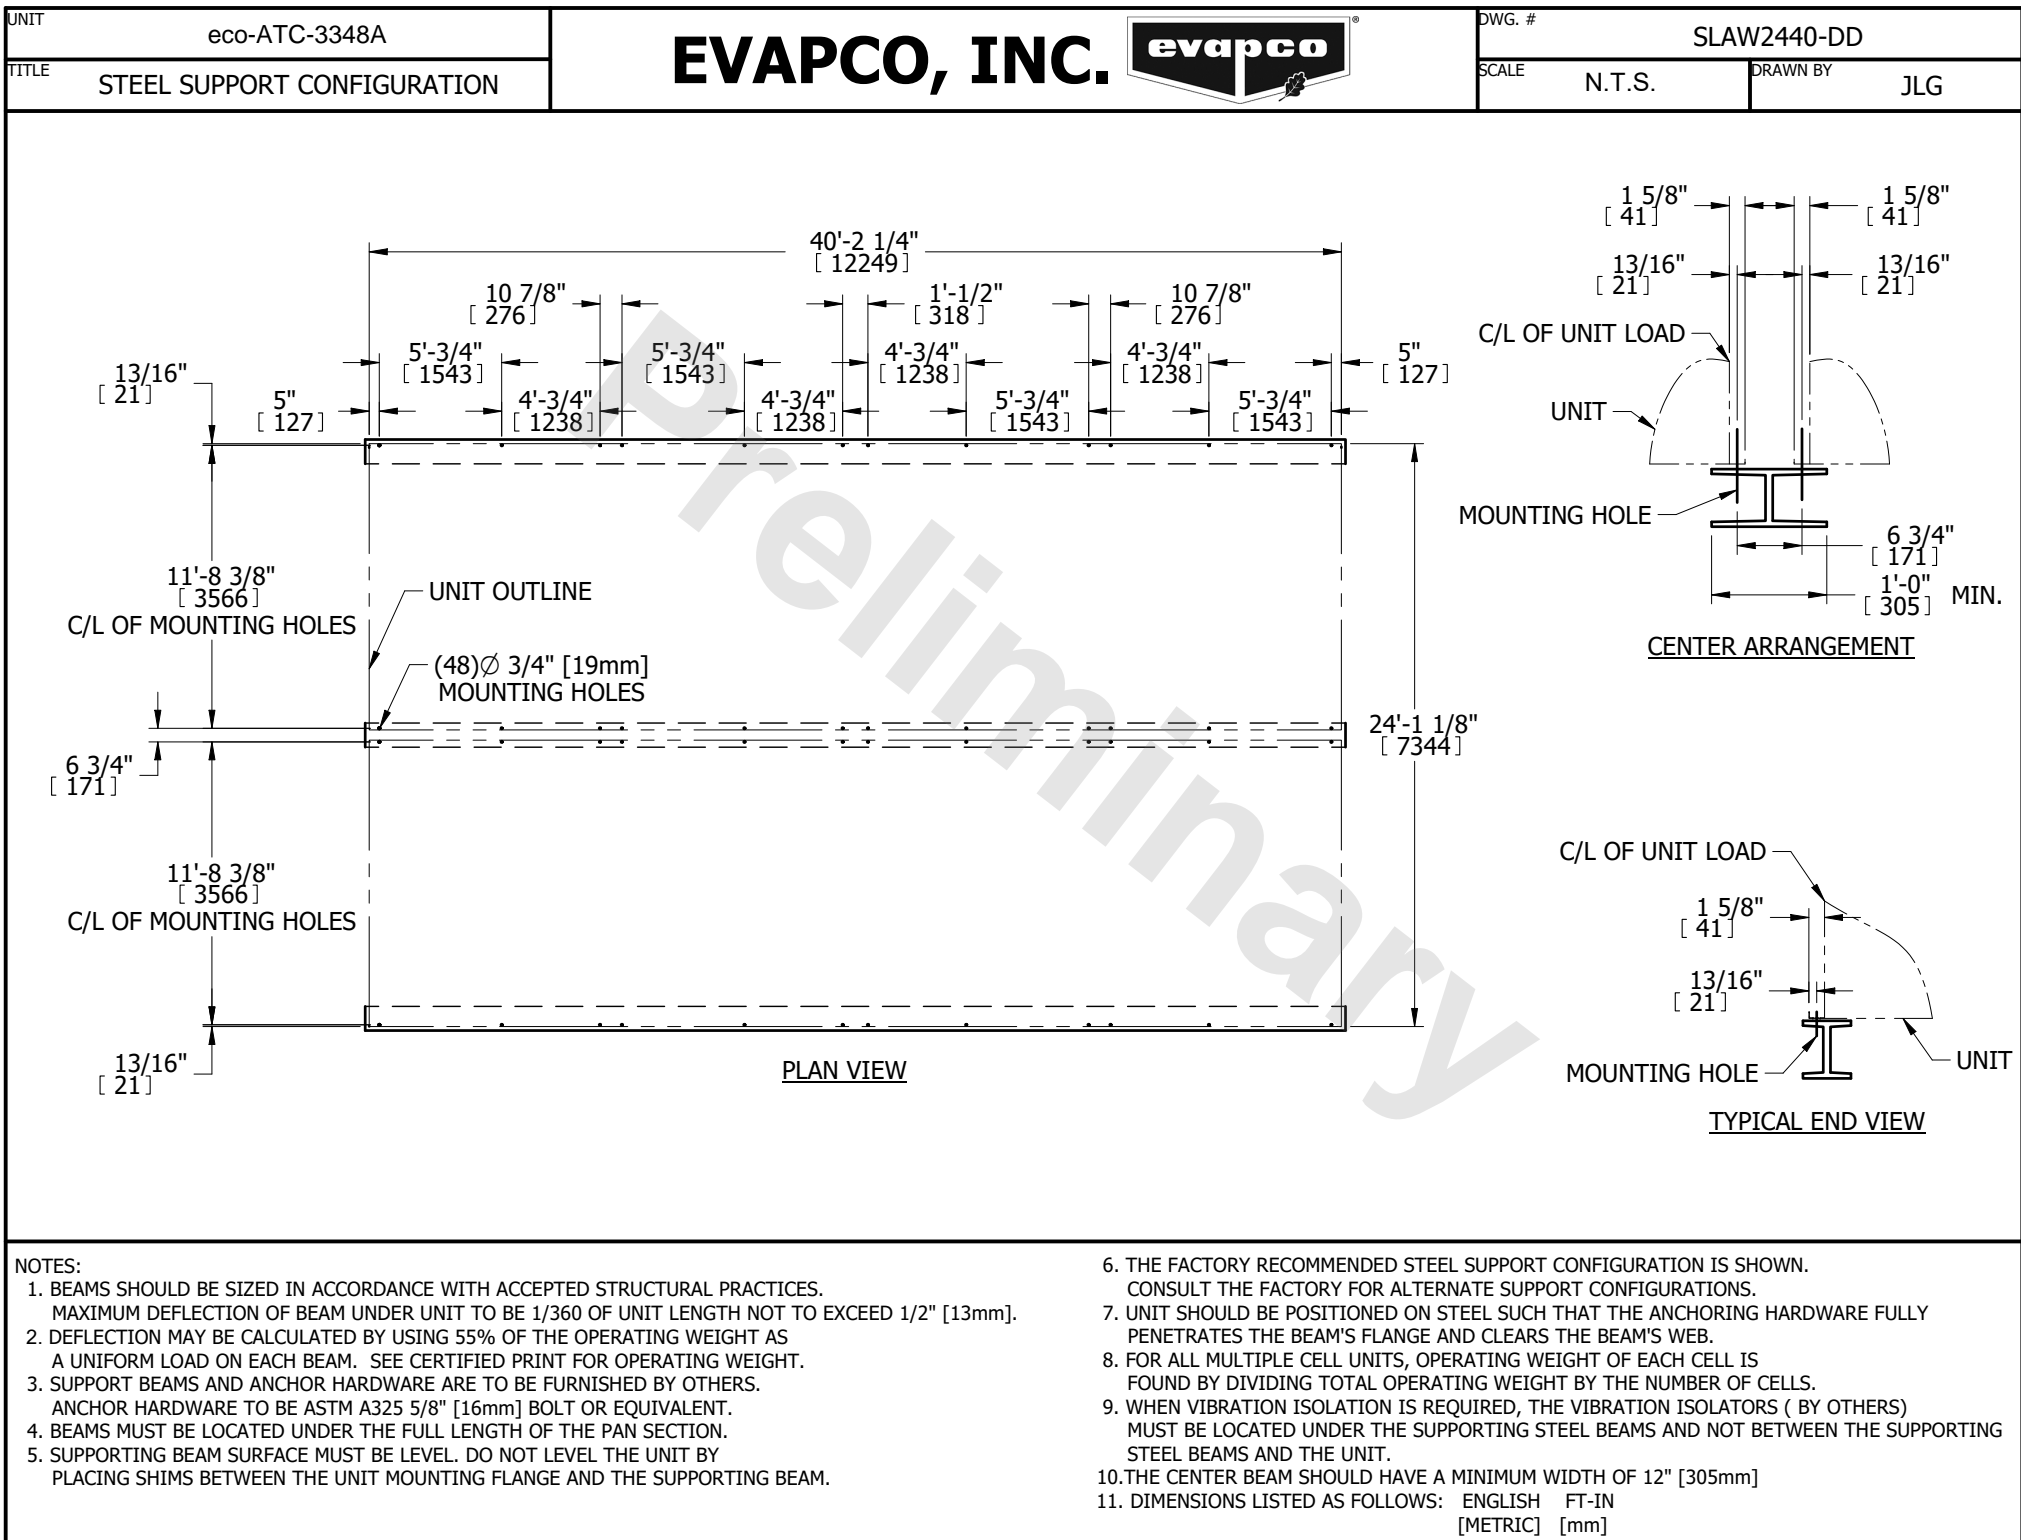 UNIT
eco-ATC-3348A
TITLE
STEEL SUPPORT CONFIGURATION
EVAPCO, INC.
evapco
®
DWG. #
SLAW2440-DD
SCALE
N.T.S.
DRAWN BY
JLG
Preliminary
40'-2 1/4"
[ 12249]
10 7/8"
[ 276]
1'-1/2"
[ 318 ]
10 7/8"
[ 276]
5'-3/4"
[ 1543]
5'-3/4"
[ 1543]
4'-3/4"
[ 1238]
4'-3/4"
[ 1238]
5"
[ 127]
13/16"
[ 21]
5"
[ 127]
4'-3/4"
[ 1238]
4'-3/4"
[ 1238]
5'-3/4"
[ 1543]
5'-3/4"
[ 1543]
11'-8 3/8"
[ 3566]
C/L OF MOUNTING HOLES
UNIT OUTLINE
(48)∅ 3/4" [19mm]
MOUNTING HOLES
6 3/4"
[ 171]
24'-1 1/8"
[ 7344]
11'-8 3/8"
[ 3566]
C/L OF MOUNTING HOLES
13/16"
[ 21]
PLAN VIEW
1 5/8"
[ 41]
1 5/8"
[ 41]
13/16"
[ 21]
13/16"
[ 21]
C/L OF UNIT LOAD
UNIT
MOUNTING HOLE
6 3/4"
[ 171]
1'-0"
[ 305] MIN.
CENTER ARRANGEMENT
C/L OF UNIT LOAD
1 5/8"
[ 41]
13/16"
[ 21]
MOUNTING HOLE
UNIT
TYPICAL END VIEW
NOTES:
1. BEAMS SHOULD BE SIZED IN ACCORDANCE WITH ACCEPTED STRUCTURAL PRACTICES.
MAXIMUM DEFLECTION OF BEAM UNDER UNIT TO BE 1/360 OF UNIT LENGTH NOT TO EXCEED 1/2" [13mm].
2. DEFLECTION MAY BE CALCULATED BY USING 55% OF THE OPERATING WEIGHT AS
A UNIFORM LOAD ON EACH BEAM. SEE CERTIFIED PRINT FOR OPERATING WEIGHT.
3. SUPPORT BEAMS AND ANCHOR HARDWARE ARE TO BE FURNISHED BY OTHERS.
ANCHOR HARDWARE TO BE ASTM A325 5/8" [16mm] BOLT OR EQUIVALENT.
4. BEAMS MUST BE LOCATED UNDER THE FULL LENGTH OF THE PAN SECTION.
5. SUPPORTING BEAM SURFACE MUST BE LEVEL. DO NOT LEVEL THE UNIT BY
PLACING SHIMS BETWEEN THE UNIT MOUNTING FLANGE AND THE SUPPORTING BEAM.
6. THE FACTORY RECOMMENDED STEEL SUPPORT CONFIGURATION IS SHOWN.
CONSULT THE FACTORY FOR ALTERNATE SUPPORT CONFIGURATIONS.
7. UNIT SHOULD BE POSITIONED ON STEEL SUCH THAT THE ANCHORING HARDWARE FULLY
PENETRATES THE BEAM'S FLANGE AND CLEARS THE BEAM'S WEB.
8. FOR ALL MULTIPLE CELL UNITS, OPERATING WEIGHT OF EACH CELL IS
FOUND BY DIVIDING TOTAL OPERATING WEIGHT BY THE NUMBER OF CELLS.
9. WHEN VIBRATION ISOLATION IS REQUIRED, THE VIBRATION ISOLATORS ( BY OTHERS)
MUST BE LOCATED UNDER THE SUPPORTING STEEL BEAMS AND NOT BETWEEN THE SUPPORTING
STEEL BEAMS AND THE UNIT.
10.THE CENTER BEAM SHOULD HAVE A MINIMUM WIDTH OF 12" [305mm]
11. DIMENSIONS LISTED AS FOLLOWS: ENGLISH FT-IN
[METRIC] [mm]